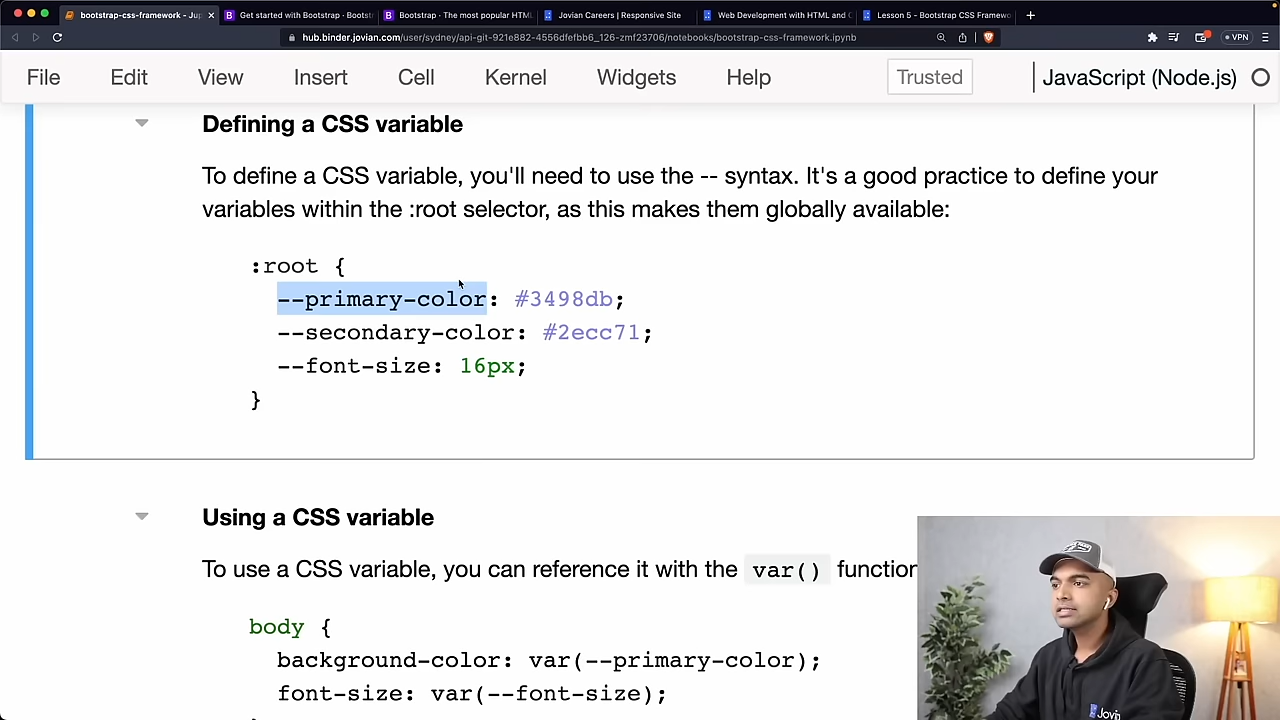 bootstrap-css-framework - Jup
Get started with Bootstrap · Bootst
Bootstrap · The most popular HTML
Jovian Careers | Responsive Site
Web Development with HTML and C
Lesson 5 - Bootstrap CSS Framewo
hub.binder.jovian.com/user/sydney/api-git-921e882-4556dfefbb6_126-zmf23706/notebooks/bootstrap-css-framework.ipynb
VPN
File Edit View Insert Cell Kernel Widgets Help Trusted JavaScript (Node.js)
Defining a CSS variable
To define a CSS variable, you'll need to use the -- syntax. It's a good practice to define your
variables within the :root selector, as this makes them globally available:
:root {
--primary-color: #3498db;
--secondary-color: #2ecc71;
--font-size: 16px;
}
Using a CSS variable
To use a CSS variable, you can reference it with the var() function
body {
background-color: var(--primary-color);
font-size: var(--font-size);
Jovin